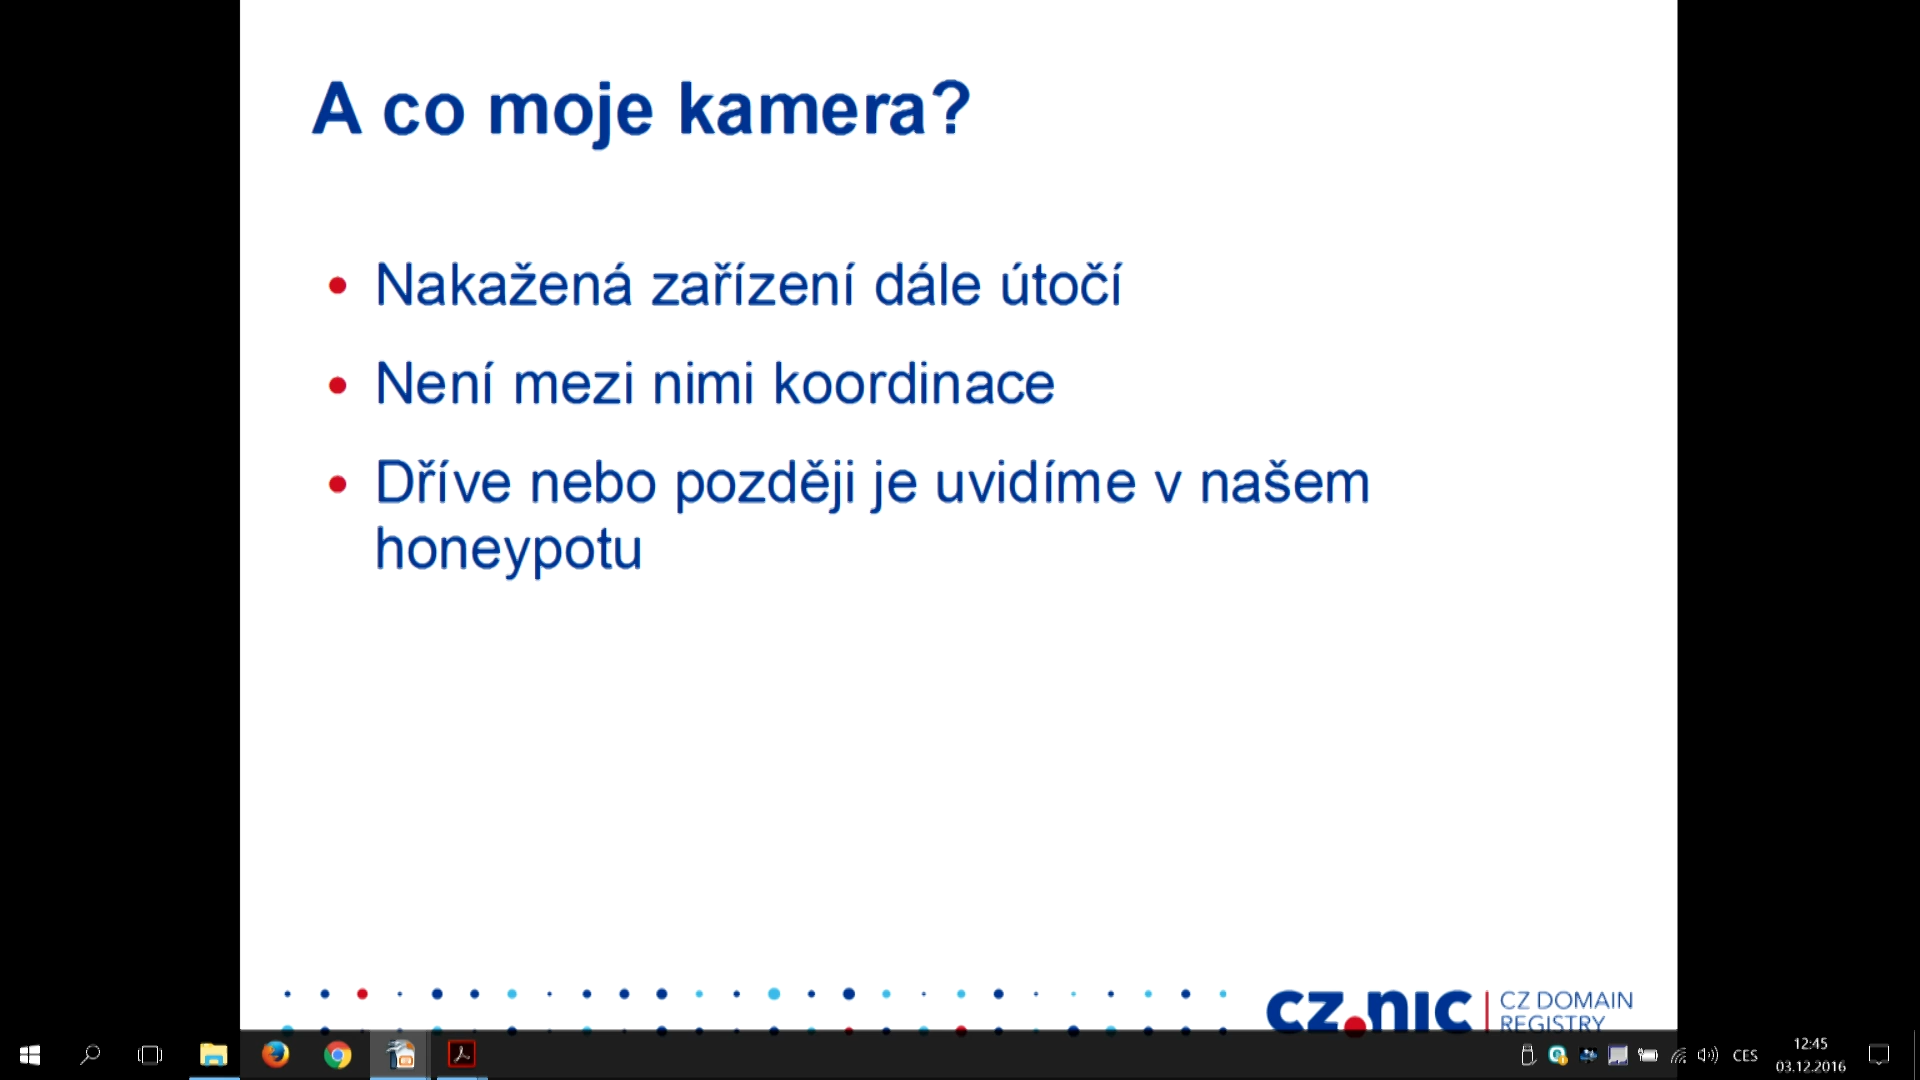 A co moje kamera?
Nakažená zařízení dále útočí
Není mezi nimi koordinace
Dříve nebo později je uvidíme v našem
honeypotu
cz.nic
CZ DOMAIN
REGISTRY
CES
12:45
03.12.2016